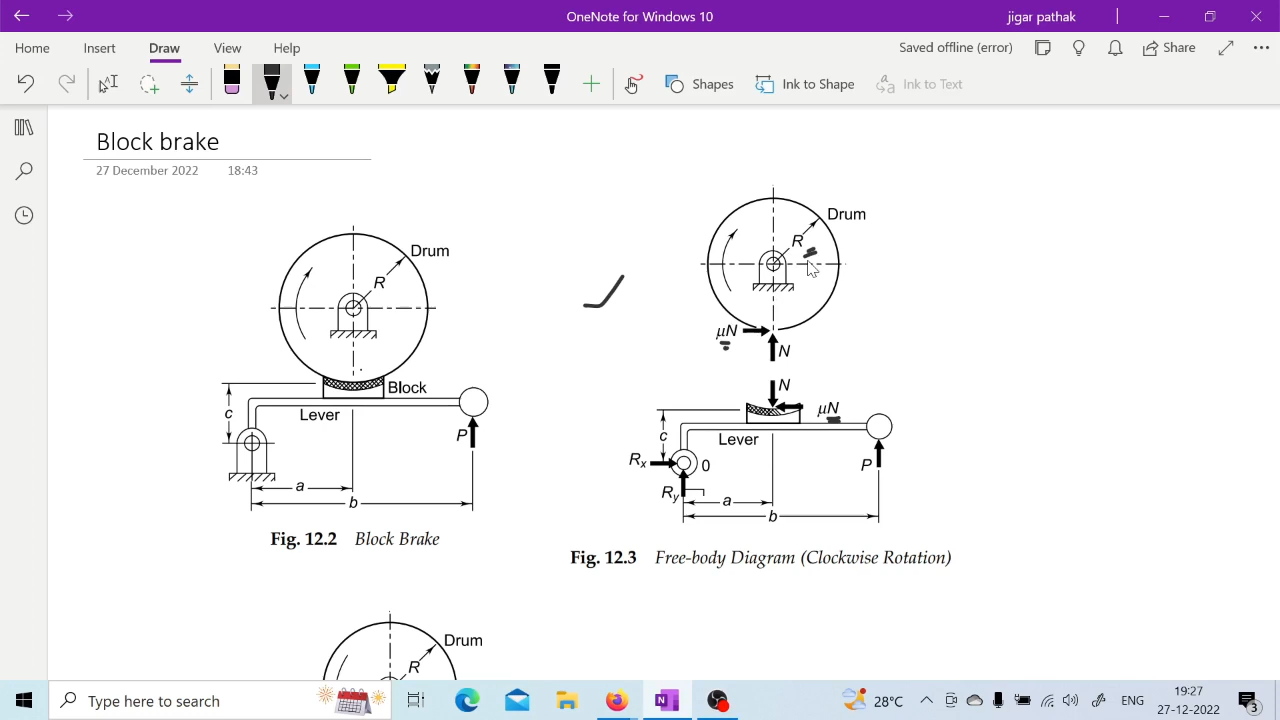 OneNote for Windows 10
jigar pathak
Home Insert Draw View Help
Saved offline (error)
Share
Shapes
Ink to Shape
Ink to Text
Block brake
27 December 2022 18:43
Drum
R
Block
Lever
c
P
a
b
Fig. 12.2 Block Brake
Drum
R
μN
N
N
μN
Lever
c
Rx
O
Ry
P
a
b
Fig. 12.3 Free-body Diagram (Clockwise Rotation)
Drum
R
Type here to search
28°C
ENG
19:27
27-12-2022
3